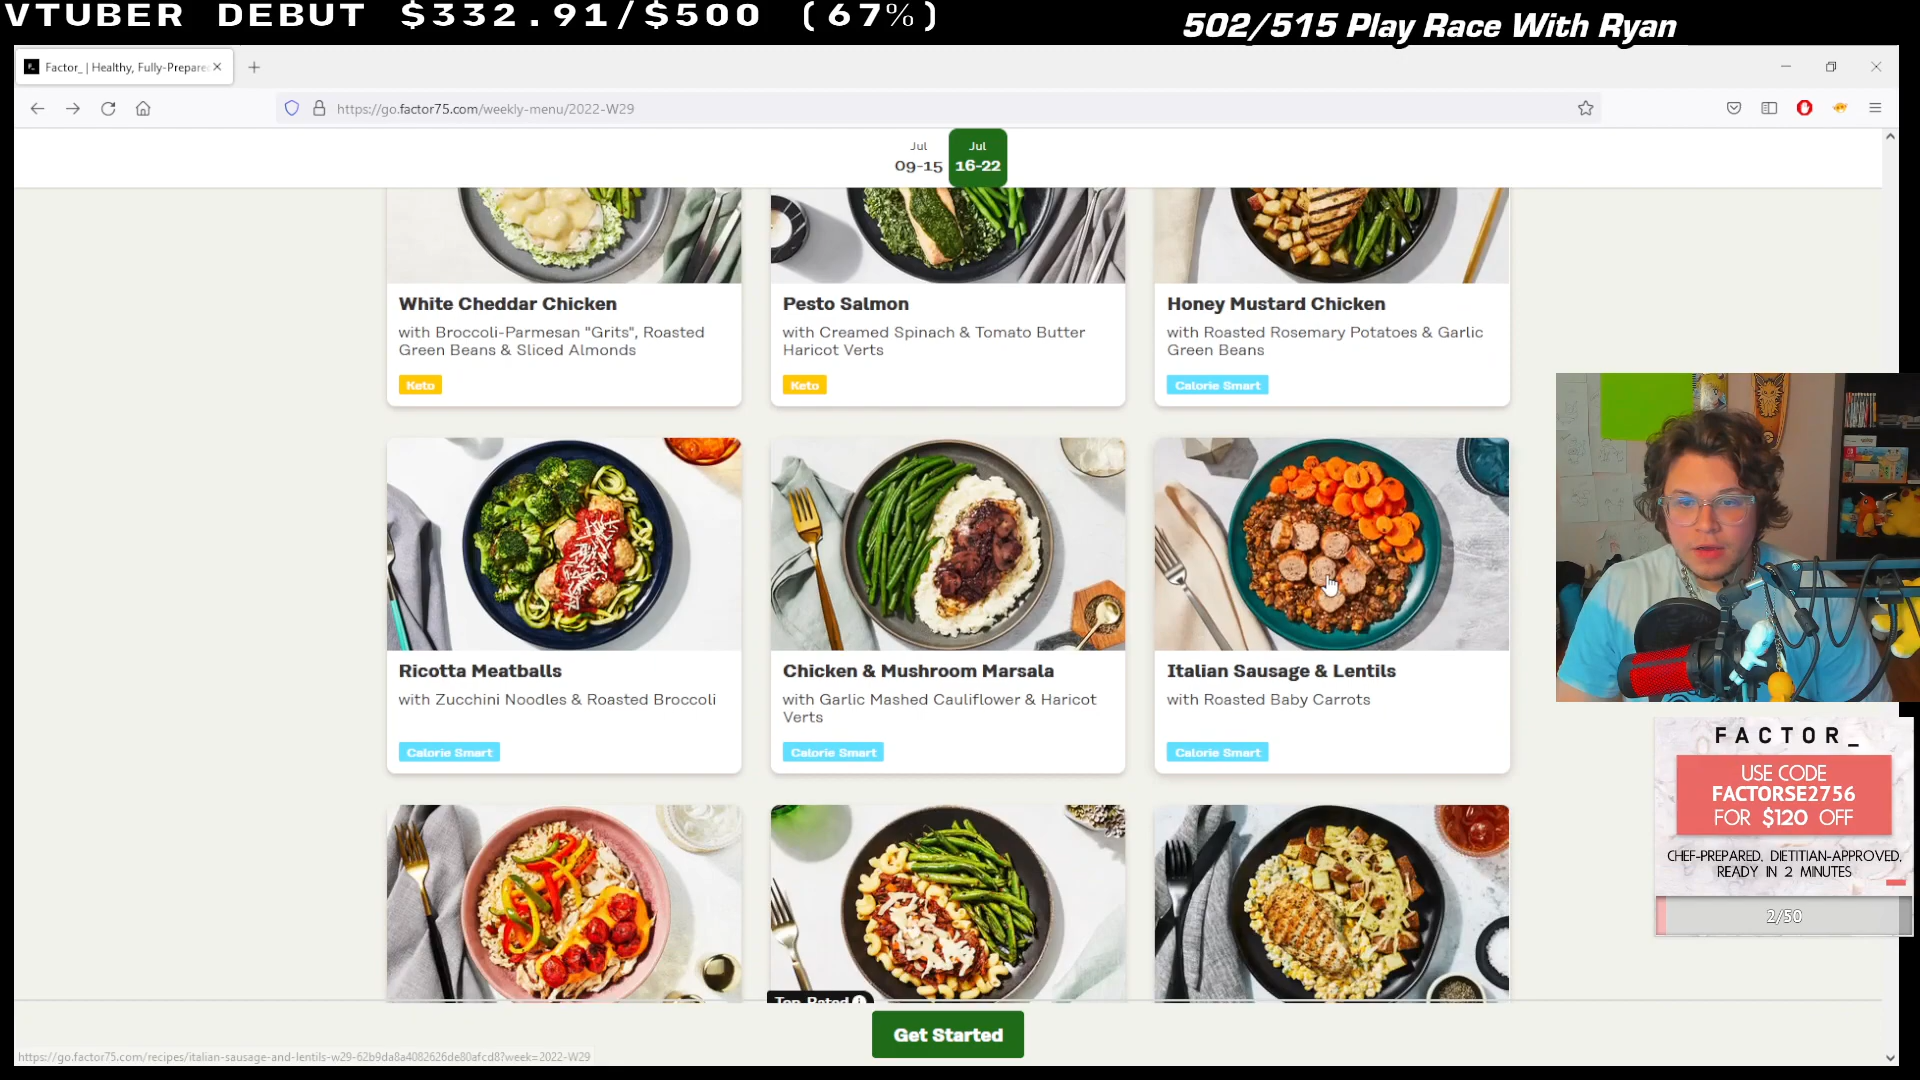 VTUBER DEBUT $332.91/$500 (67%)
502/515 Play Race With Ryan
Factor_ | Healthy, Fully-Prepare
https://go.factor75.com/weekly-menu/2022-W29
Jul
09-15
Jul
16-22
White Cheddar Chicken
with Broccoli-Parmesan "Grits", Roasted
Green Beans & Sliced Almonds
Keto
Pesto Salmon
with Creamed Spinach & Tomato Butter
Haricot Verts
Keto
Honey Mustard Chicken
with Roasted Rosemary Potatoes & Garlic
Green Beans
Calorie Smart
Ricotta Meatballs
with Zucchini Noodles & Roasted Broccoli
Calorie Smart
Chicken & Mushroom Marsala
with Garlic Mashed Cauliflower & Haricot
Verts
Calorie Smart
Italian Sausage & Lentils
with Roasted Baby Carrots
Calorie Smart
Top Rated
Get Started
https://go.factor75.com/recipes/italian-sausage-and-lentils-w29-62b9da8a4082626de80afcd8?week=2022-W29
FACTOR_
USE CODE
FACTORSE2756
FOR $120 OFF
CHEF-PREPARED, DIETITIAN-APPROVED,
READY IN 2 MINUTES
2/50